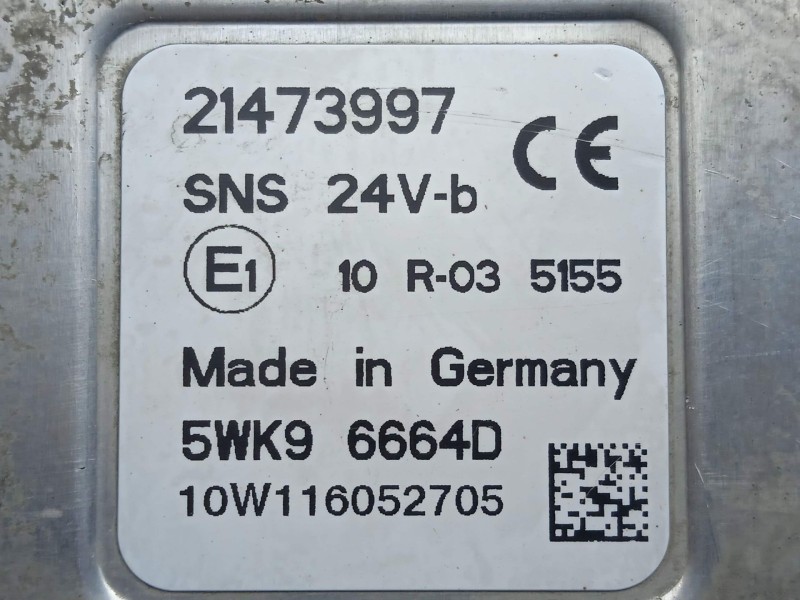 21473997
CE
SNS 24V-b
E1 10 R-03 5155
Made in Germany
5WK9 6664D
10W116052705